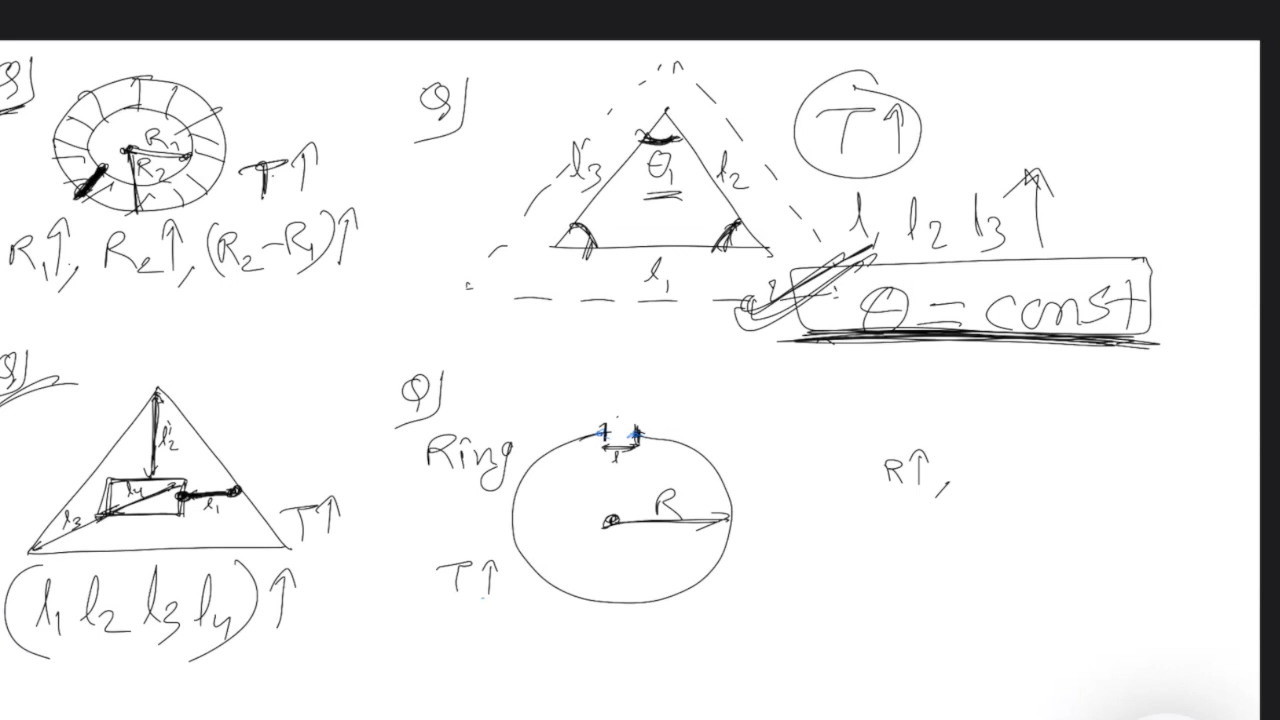 Q]
R₁
R₂
T↑
R₁↑, R₂↑, (R₂-R₁)↑
Q]
θ₁
l₃
l₂
l₁
T↑
l₁ l₂ l₃ ↑
θ = const
Q]
l₂
l₄
l₁
l₃
T↑
(l₁ l₂ l₃ l₄)↑
Q]
Ring
l
R
T↑
R↑,